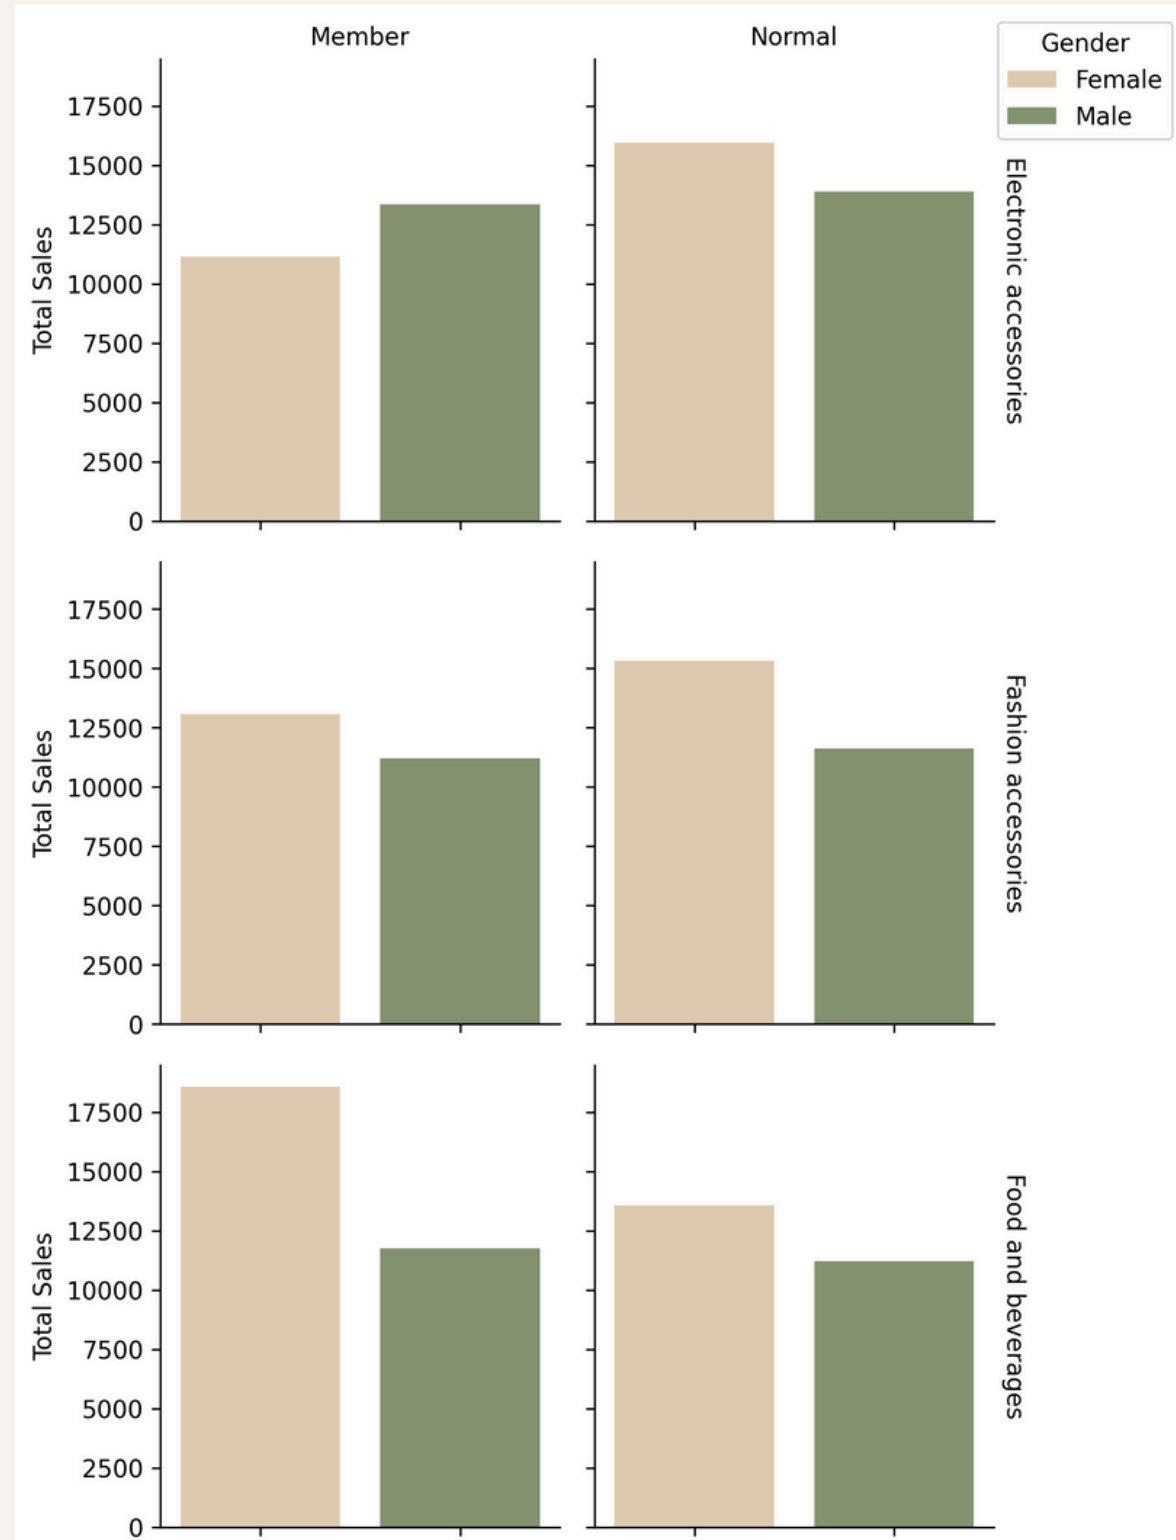 Member
Normal
Gender
Female
Male
17500
15000
12500
10000
7500
5000
2500
0
Total Sales
Electronic accessories
17500
15000
12500
10000
7500
5000
2500
0
Total Sales
Fashion accessories
17500
15000
12500
10000
7500
5000
2500
0
Total Sales
Food and beverages